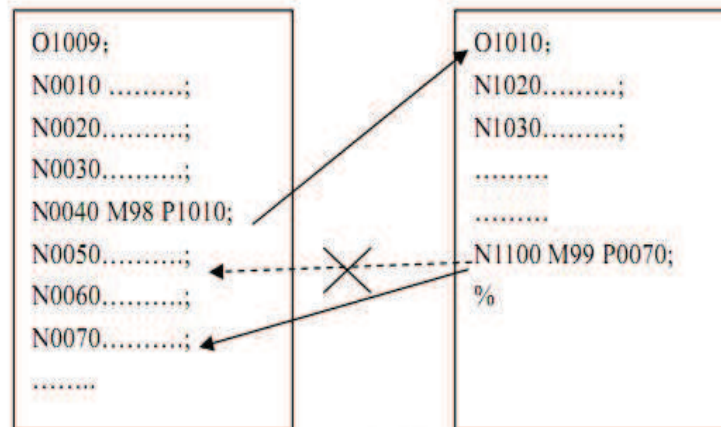 O1009;
N0010 .........;
N0020.........;
N0030.........;
N0040 M98 P1010;
N0050.........;
N0060.........;
N0070..........;
........
O1010;
N1020.........;
N1030.........;
.........
.........
N1100 M99 P0070;
%